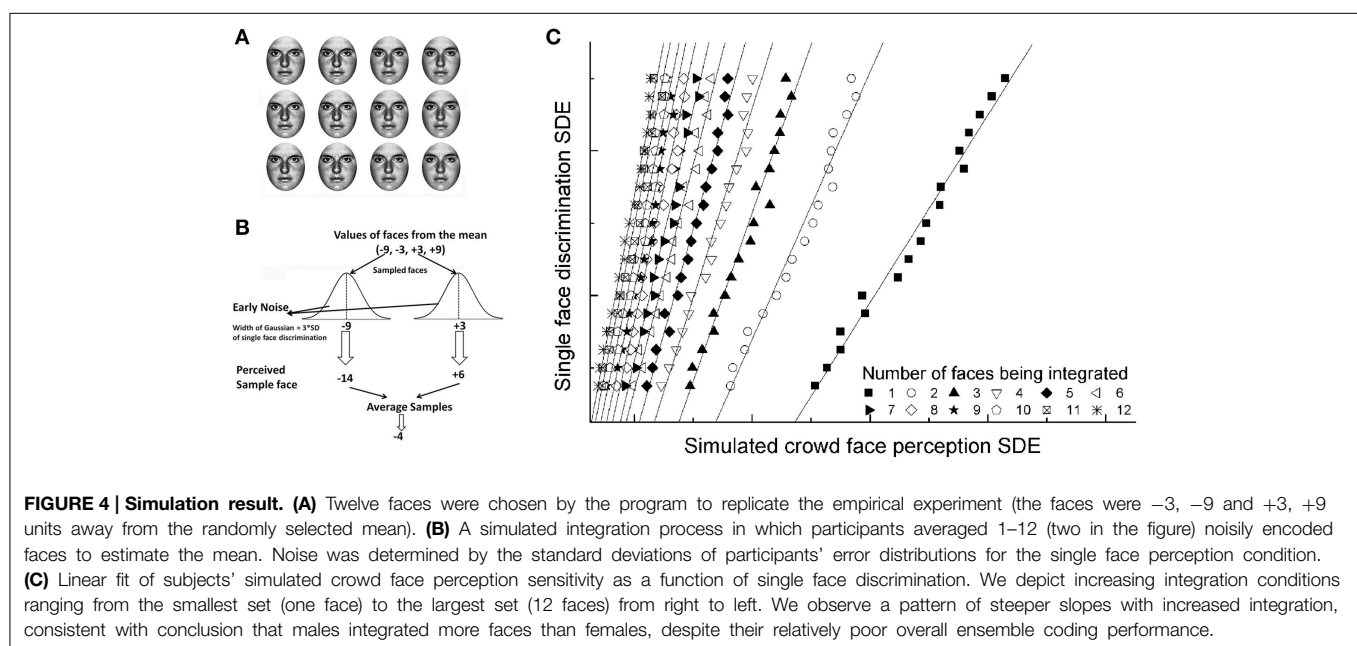 A
B
Values of faces from the mean
(-9, -3, +3, +9)
Sampled faces
Early Noise
Width of Gaussian = 3*SD
of single face discrimination
-9
+3
Perceived
Sample face
-14
+6
Average Samples
-4
C
Single face discrimination SDE
Number of faces being integrated
1 2 3 4 5 6
7 8 9 10 11 12
Simulated crowd face perception SDE
FIGURE 4 | Simulation result. (A) Twelve faces were chosen by the program to replicate the empirical experiment (the faces were −3, −9 and +3, +9
units away from the randomly selected mean). (B) A simulated integration process in which participants averaged 1–12 (two in the figure) noisily encoded
faces to estimate the mean. Noise was determined by the standard deviations of participants' error distributions for the single face perception condition.
(C) Linear fit of subjects' simulated crowd face perception sensitivity as a function of single face discrimination. We depict increasing integration conditions
ranging from the smallest set (one face) to the largest set (12 faces) from right to left. We observe a pattern of steeper slopes with increased integration,
consistent with conclusion that males integrated more faces than females, despite their relatively poor overall ensemble coding performance.